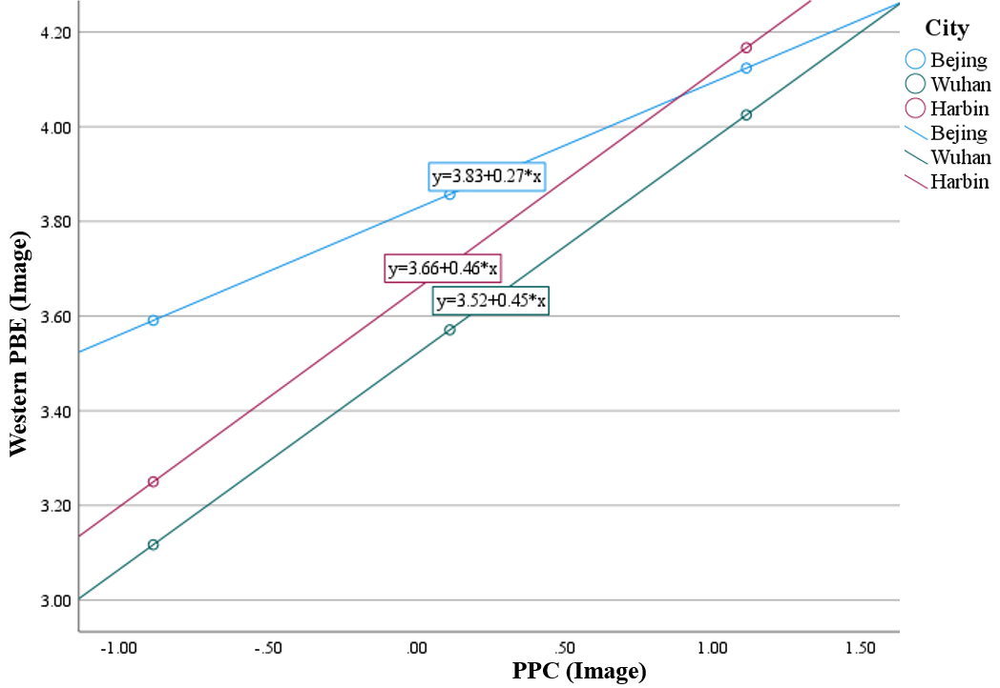 4.20
4.00
3.80
3.60
3.40
3.20
3.00
Western PBE (Image)
y=3.83+0.27*x
y=3.66+0.46*x
y=3.52+0.45*x
-1.00
-.50
.00
.50
1.00
1.50
PPC (Image)
City
Bejing
Wuhan
Harbin
Bejing
Wuhan
Harbin